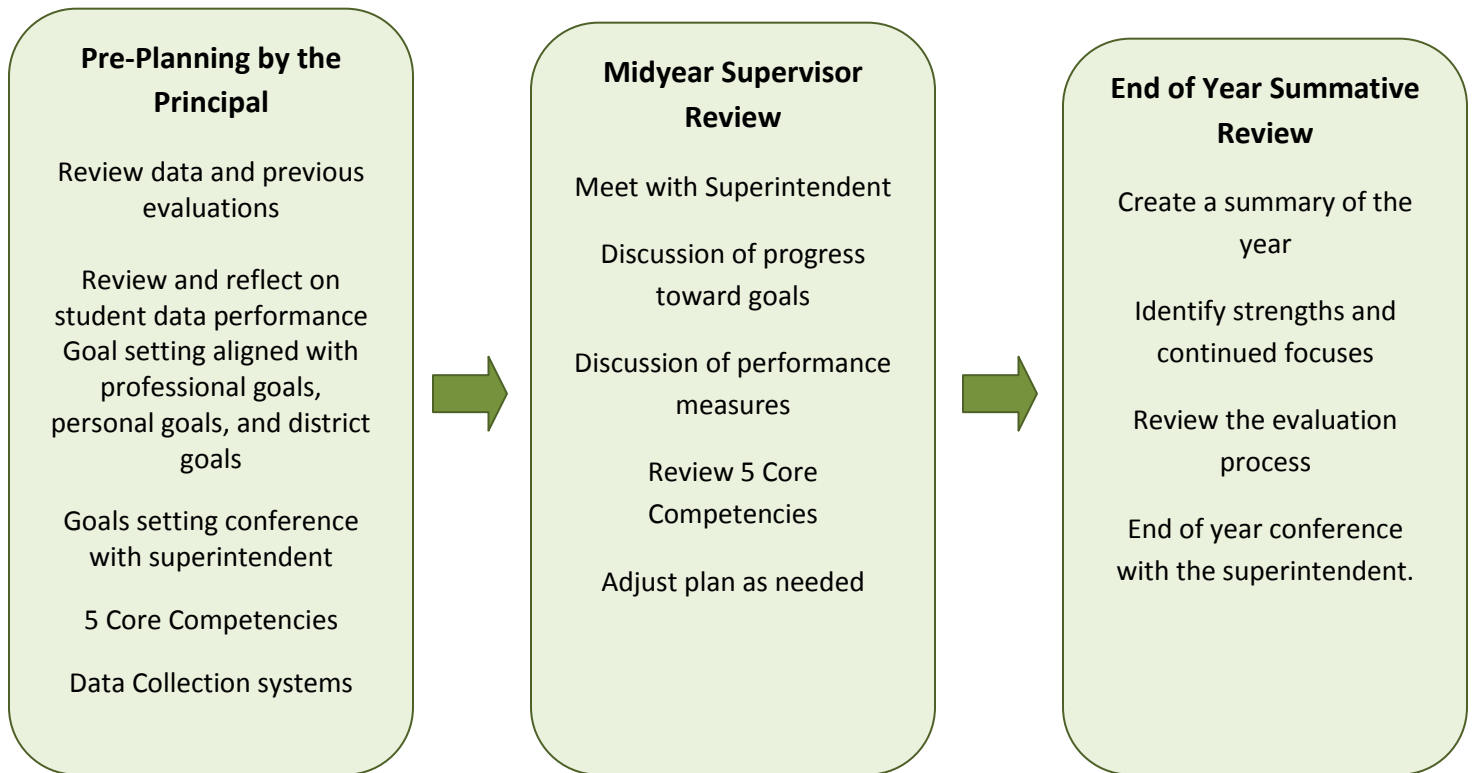 Pre-Planning by the
Principal
Review data and previous
evaluations
Review and reflect on
student data performance
Goal setting aligned with
professional goals,
personal goals, and district
goals
Goals setting conference
with superintendent
5 Core Competencies
Data Collection systems
Midyear Supervisor
Review
Meet with Superintendent
Discussion of progress
toward goals
Discussion of performance
measures
Review 5 Core
Competencies
Adjust plan as needed
End of Year Summative
Review
Create a summary of the
year
Identify strengths and
continued focuses
Review the evaluation
process
End of year conference
with the superintendent.